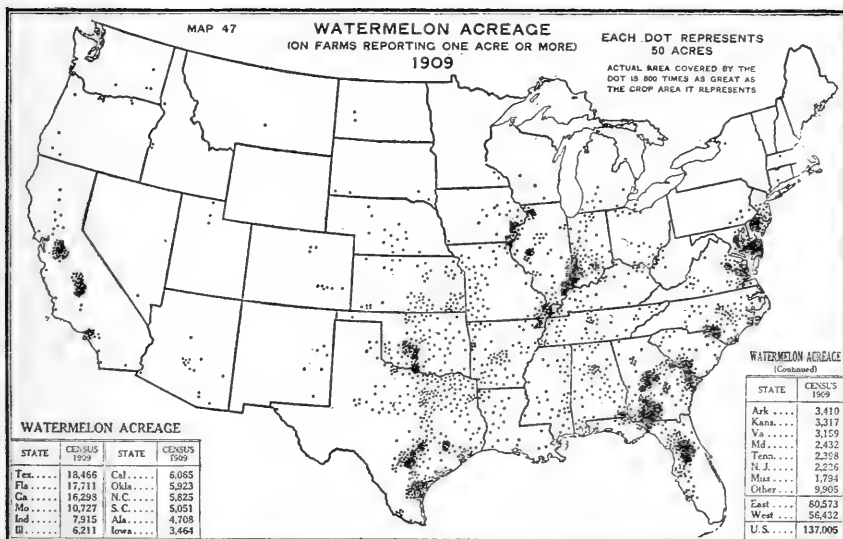 MAP 47
WATERMELON ACREAGE
(ON FARMS REPORTING ONE ACRE OR MORE)
1909
EACH DOT REPRESENTS
50 ACRES
ACTUAL AREA COVERED BY THE
DOT IS 800 TIMES AS GREAT AS
THE CROP AREA IT REPRESENTS
WATERMELON ACREAGE
STATE CENSUS 1909 STATE CENSUS 1909
Tex..... 18,466 Cal..... 6,065
Fla..... 17,711 Okla.... 5,923
Ga..... 16,298 N.C..... 5,825
Mo..... 10,727 S.C..... 5,051
Ind..... 7,915 Ala..... 4,708
Ill..... 6,211 Iowa.... 3,464
WATERMELON ACREAGE
(Continued)
STATE CENSUS 1909
Ark .... 3,410
Kans.... 3,317
Va ..... 3,159
Md ..... 2,432
Tenn.... 2,398
N. J..... 2,226
Miss .... 1,794
Other ... 9,905
East .... 80,573
West .... 56,432
U.S..... 137,005